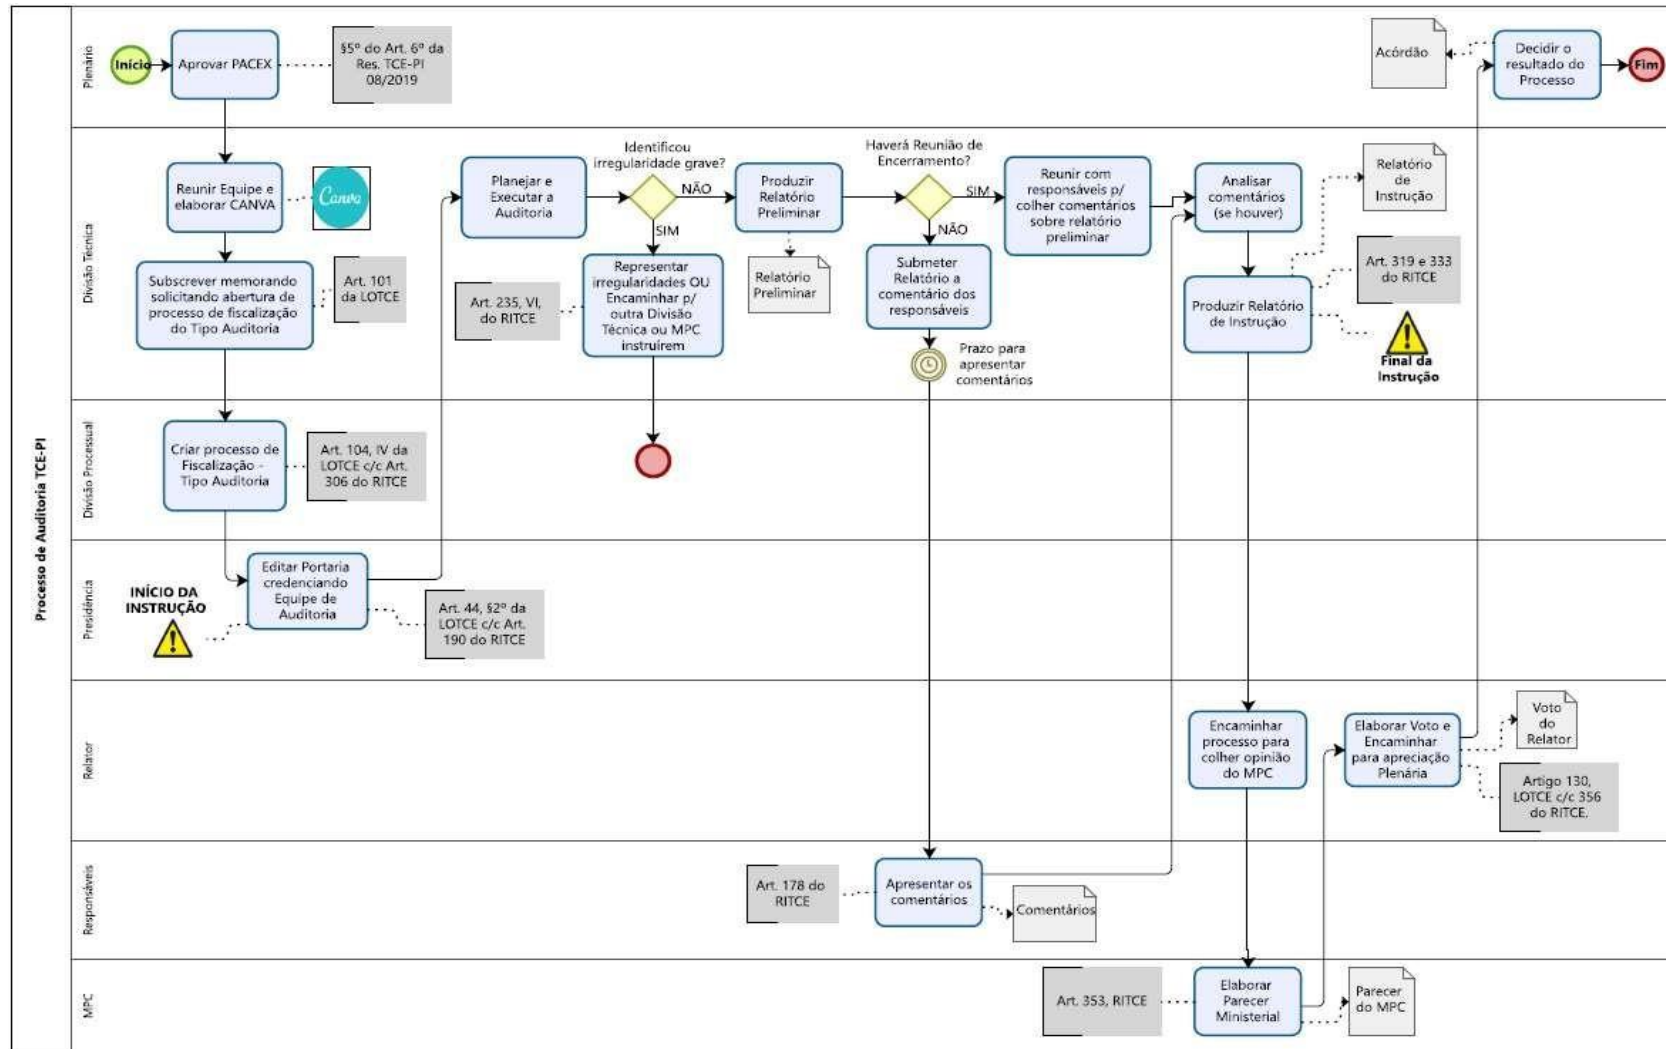 Processo de Auditoria TCE-PI
Plenário
Início
Aprovar PACEX
§5º do Art. 6º da
Res. TCE-PI
08/2019
Acórdão
Decidir o
resultado do
Processo
Fim
Divisão Técnica
Reunir Equipe e
elaborar CANVA
Canva
Subscrever memorando
solicitando abertura de
processo de fiscalização
do Tipo Auditoria
Art. 101
da LOTCE
Planejar e
Executar a
Auditoria
Identificou
irregularidade grave?
NÃO
SIM
Art. 235, VI,
do RITCE
Representar
irregularidades OU
Encaminhar p/
outra Divisão
Técnica ou MPC
instruírem
Produzir
Relatório
Preliminar
Relatório
Preliminar
Haverá Reunião de
Encerramento?
SIM
NÃO
Submeter
Relatório a
comentário dos
responsáveis
Prazo para
apresentar
comentários
Reunir com
responsáveis p/
colher comentários
sobre relatório
preliminar
Analisar
comentários
(se houver)
Relatório
de
Instrução
Art. 319 e 333
do RITCE
Produzir Relatório
de Instrução
Final da
Instrução
Divisão Processual
Criar processo de
Fiscalização -
Tipo Auditoria
Art. 104, IV da
LOTCE c/c Art.
306 do RITCE
Presidência
INÍCIO DA
INSTRUÇÃO
Editar Portaria
credenciando
Equipe de
Auditoria
Art. 44, §2º da
LOTCE c/c Art.
190 do RITCE
Relator
Encaminhar
processo para
colher opinião
do MPC
Elaborar Voto e
Encaminhar
para apreciação
Plenária
Voto
do
Relator
Artigo 130,
LOTCE c/c 356
do RITCE.
Responsáveis
Art. 178 do
RITCE
Apresentar os
comentários
Comentários
MPC
Art. 353, RITCE
Elaborar
Parecer
Ministerial
Parecer
do MPC